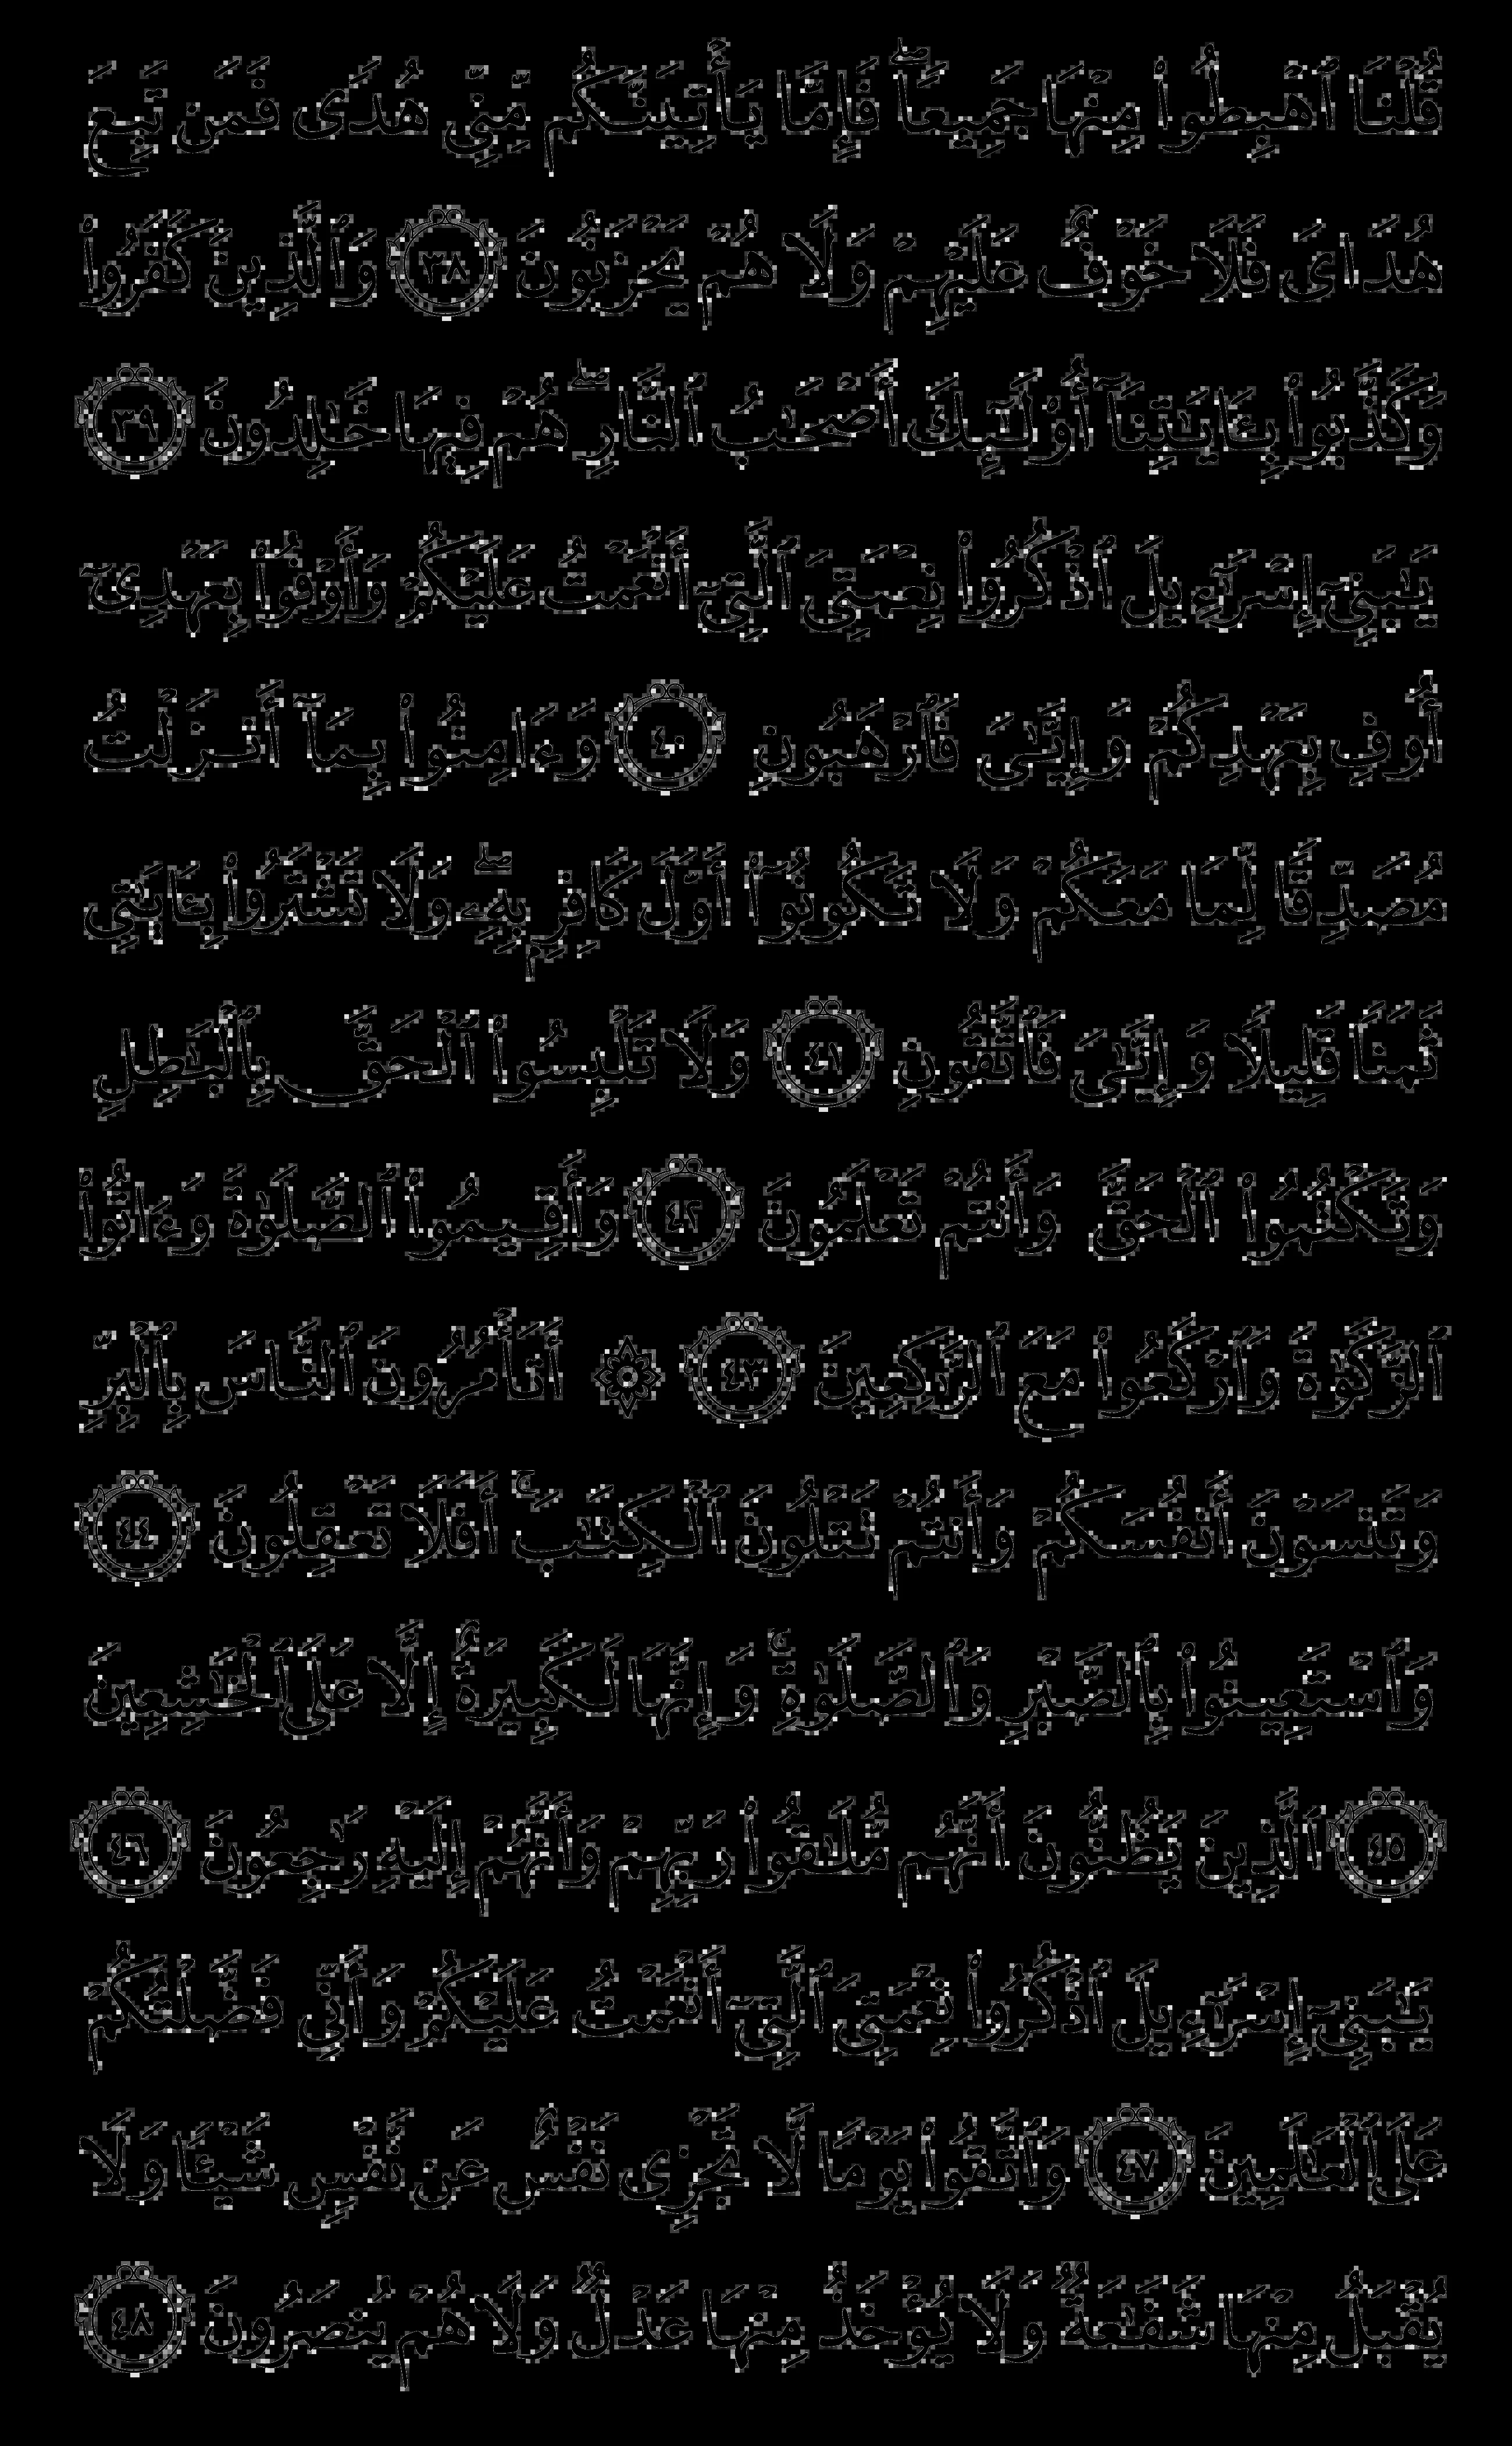 قُلْنَا ٱهْبِطُوا۟ مِنْهَا جَمِيعًۭا ۖ فَإِمَّا يَأْتِيَنَّكُم مِّنِّى هُدًۭى فَمَن تَبِعَ
هُدَاىَ فَلَا خَوْفٌ عَلَيْهِمْ وَلَا هُمْ يَحْزَنُونَ ٣٨ وَٱلَّذِينَ كَفَرُوا۟
وَكَذَّبُوا۟ بِـَٔايَـٰتِنَآ أُو۟لَـٰٓئِكَ أَصْحَـٰبُ ٱلنَّارِ ۖ هُمْ فِيهَا خَـٰلِدُونَ ٣٩
يَـٰبَنِىٓ إِسْرَٰٓءِيلَ ٱذْكُرُوا۟ نِعْمَتِىَ ٱلَّتِىٓ أَنْعَمْتُ عَلَيْكُمْ وَأَوْفُوا۟ بِعَهْدِىٓ
أُوفِ بِعَهْدِكُمْ وَإِيَّـٰىَ فَٱرْهَبُونِ ٤٠ وَءَامِنُوا۟ بِمَآ أَنزَلْتُ
مُصَدِّقًۭا لِّمَا مَعَكُمْ وَلَا تَكُونُوٓا۟ أَوَّلَ كَافِرٍۭ بِهِۦ ۖ وَلَا تَشْتَرُوا۟ بِـَٔايَـٰتِى
ثَمَنًۭا قَلِيلًۭا وَإِيَّـٰىَ فَٱتَّقُونِ ٤١ وَلَا تَلْبِسُوا۟ ٱلْحَقَّ بِٱلْبَـٰطِلِ
وَتَكْتُمُوا۟ ٱلْحَقَّ وَأَنتُمْ تَعْلَمُونَ ٤٢ وَأَقِيمُوا۟ ٱلصَّلَوٰةَ وَءَاتُوا۟
ٱلزَّكَوٰةَ وَٱرْكَعُوا۟ مَعَ ٱلرَّٰكِعِينَ ٤٣ ۞ أَتَأْمُرُونَ ٱلنَّاسَ بِٱلْبِرِّ
وَتَنسَوْنَ أَنفُسَكُمْ وَأَنتُمْ تَتْلُونَ ٱلْكِتَـٰبَ ۚ أَفَلَا تَعْقِلُونَ ٤٤
وَٱسْتَعِينُوا۟ بِٱلصَّبْرِ وَٱلصَّلَوٰةِ ۚ وَإِنَّهَا لَكَبِيرَةٌ إِلَّا عَلَى ٱلْخَـٰشِعِينَ
٤٥ ٱلَّذِينَ يَظُنُّونَ أَنَّهُم مُّلَـٰقُوا۟ رَبِّهِمْ وَأَنَّهُمْ إِلَيْهِ رَٰجِعُونَ ٤٦
يَـٰبَنِىٓ إِسْرَٰٓءِيلَ ٱذْكُرُوا۟ نِعْمَتِىَ ٱلَّتِىٓ أَنْعَمْتُ عَلَيْكُمْ وَأَنِّى فَضَّلْتُكُمْ
عَلَى ٱلْعَـٰلَمِينَ ٤٧ وَٱتَّقُوا۟ يَوْمًۭا لَّا تَجْزِى نَفْسٌ عَن نَّفْسٍۢ شَيْـًۭٔا وَلَا
يُقْبَلُ مِنْهَا شَفَـٰعَةٌۭ وَلَا يُؤْخَذُ مِنْهَا عَدْلٌۭ وَلَا هُمْ يُنصَرُونَ ٤٨